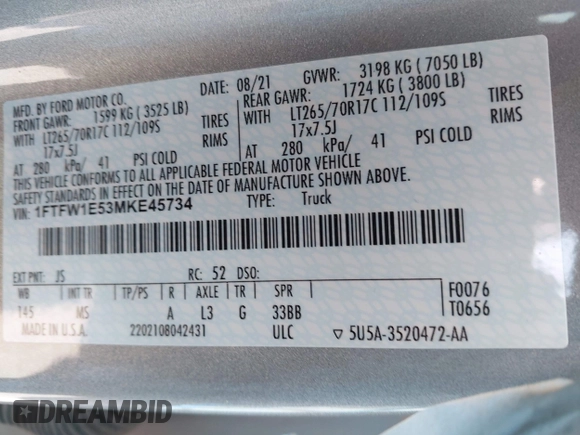 DATE: 08/21 GVWR: 3198 KG ( 7050 LB)
MFD. BY FORD MOTOR CO.
FRONT GAWR: 1599 KG ( 3525 LB) REAR GAWR: 1724 KG ( 3800 LB)
WITH LT265/70R17C 112/109S TIRES WITH LT265/70R17C 112/109S TIRES
17x7.5J RIMS 17x7.5J RIMS
AT 280 kPa/ 41 PSI COLD AT 280 kPa/ 41 PSI COLD
THIS VEHICLE CONFORMS TO ALL APPLICABLE FEDERAL MOTOR VEHICLE
SAFETY STANDARDS IN EFFECT ON THE DATE OF MANUFACTURE SHOWN ABOVE.
VIN: 1FTFW1E53MKE45734 TYPE: Truck
EXT PNT: JS RC: 52 DSO:
WB INT TR TP/PS R AXLE TR SPR F0076
145 MS A L3 G 33BB T0656
MADE IN U.S.A. 2202108042431 ULC ▽ 5U5A-3520472-AA
DREAMBID